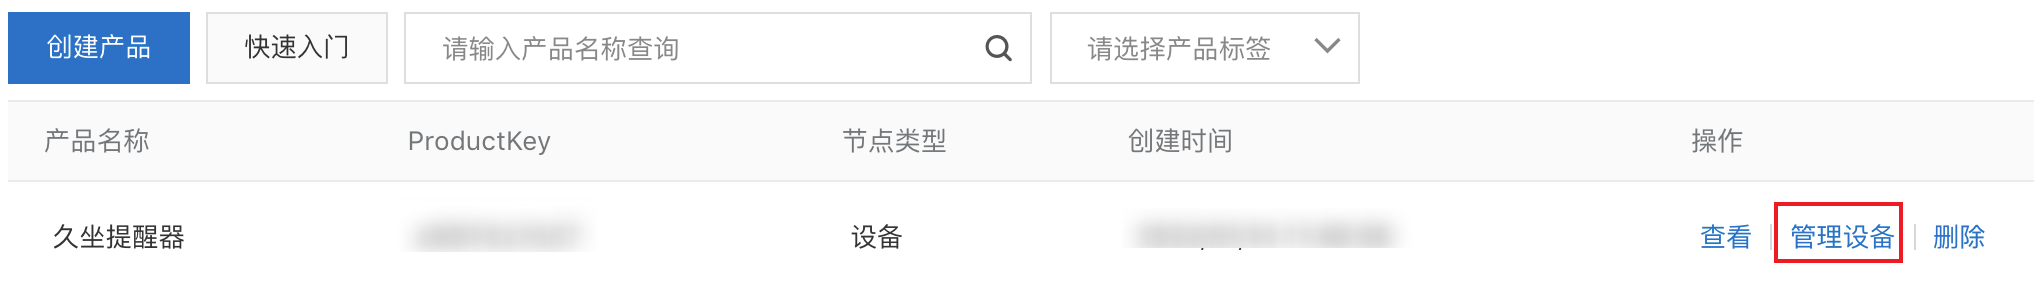 创建产品 快速入门 请输入产品名称查询 请选择产品标签
产品名称 ProductKey 节点类型 创建时间 操作
久坐提醒器 设备 查看 管理设备 删除